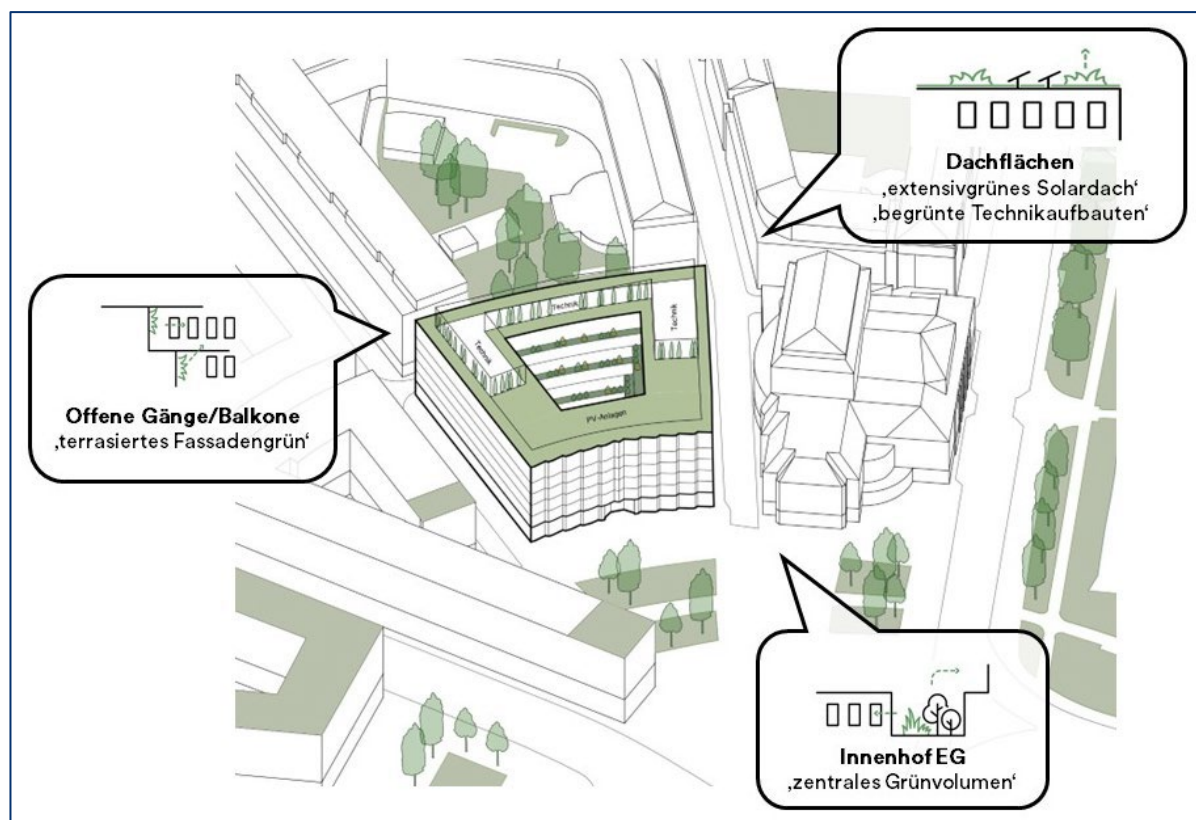 Dachflächen
‚extensivgrünes Solardach‘
‚begrünte Technikaufbauten‘
Technik
Technik
Technik
PV-Anlagen
Offene Gänge/Balkone
‚terrasiertes Fassadengrün‘
Innenhof EG
‚zentrales Grünvolumen‘